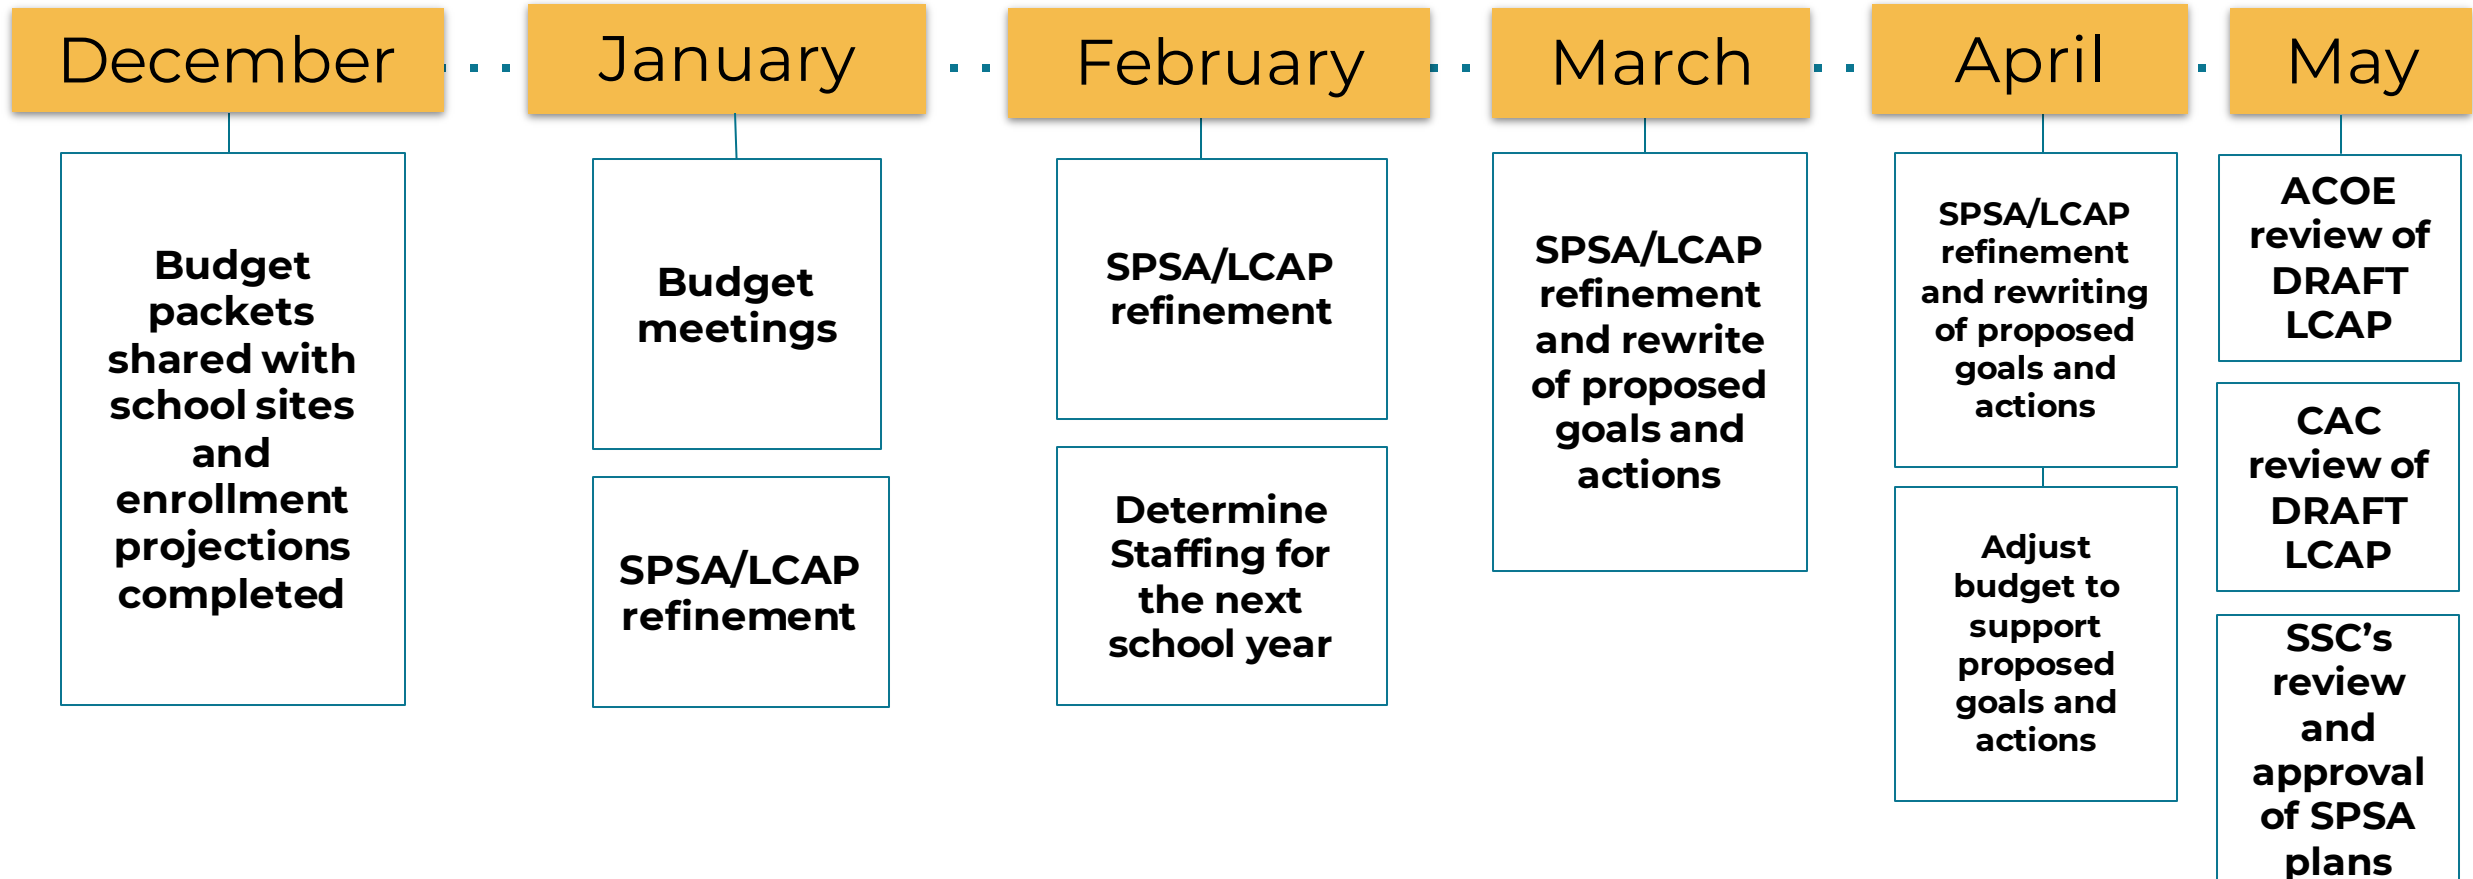 December
January
February
March
April
May
Budget
packets
shared with
school sites
and
enrollment
projections
completed
Budget
meetings
SPSA/LCAP
refinement
SPSA/LCAP
refinement
Determine
Staffing for
the next
school year
SPSA/LCAP
refinement
and rewrite
of proposed
goals and
actions
SPSA/LCAP
refinement
and rewriting
of proposed
goals and
actions
Adjust
budget to
support
proposed
goals and
actions
ACOE
review of
DRAFT
LCAP
CAC
review of
DRAFT
LCAP
SSC’s
review
and
approval
of SPSA
plans